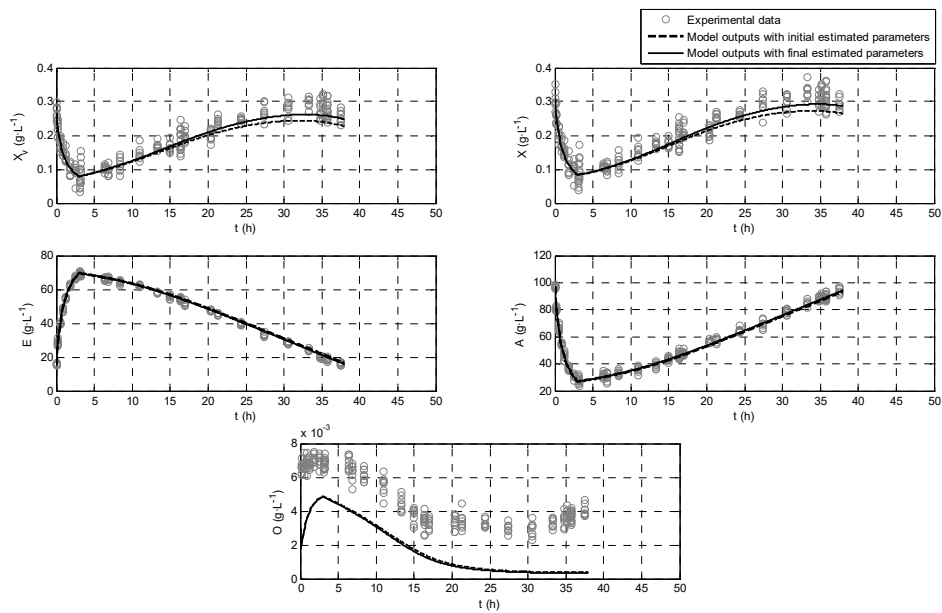 Experimental data
Model outputs with initial estimated parameters
Model outputs with final estimated parameters
0.4
0.3
0.2
0.1
0
X_V (g·L⁻¹)
0 5 10 15 20 25 30 35 40 45 50
t (h)
0.4
0.3
0.2
0.1
0
X (g·L⁻¹)
0 5 10 15 20 25 30 35 40 45 50
t (h)
80
60
40
20
0
E (g·L⁻¹)
0 5 10 15 20 25 30 35 40 45 50
t (h)
120
100
80
60
40
20
A (g·L⁻¹)
0 5 10 15 20 25 30 35 40 45 50
t (h)
x 10⁻³
8
6
4
2
0
O (g·L⁻¹)
0 5 10 15 20 25 30 35 40 45 50
t (h)